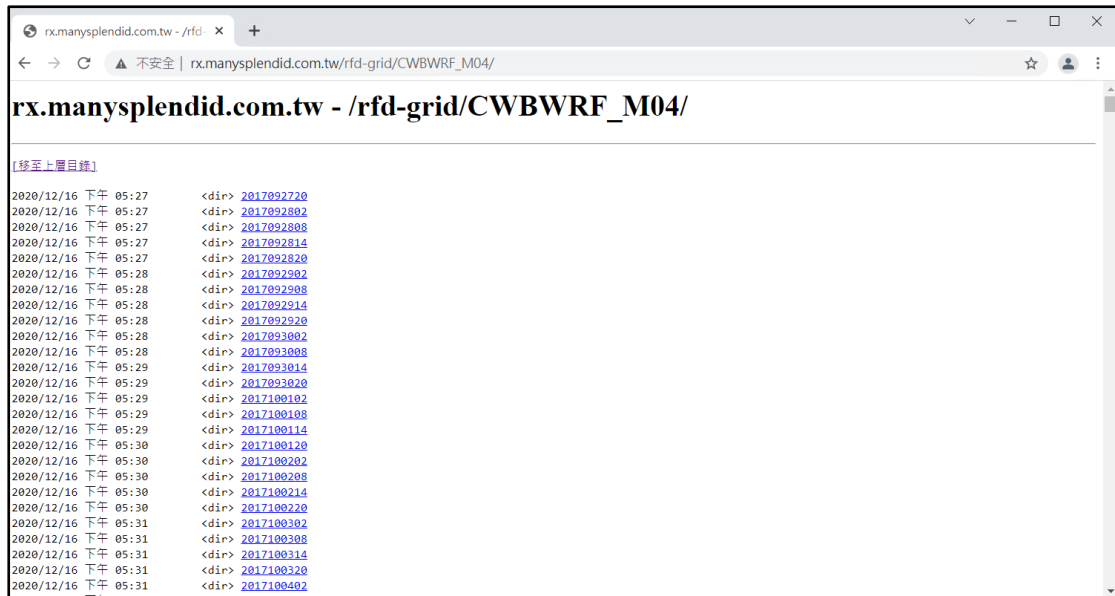 rx.manysplendid.com.tw - /rfd-
不安全 | rx.manysplendid.com.tw/rfd-grid/CWBWRF_M04/
rx.manysplendid.com.tw - /rfd-grid/CWBWRF_M04/
[移至上層目錄]
2020/12/16 下午 05:27 <dir> 2017092720
2020/12/16 下午 05:27 <dir> 2017092802
2020/12/16 下午 05:27 <dir> 2017092808
2020/12/16 下午 05:27 <dir> 2017092814
2020/12/16 下午 05:27 <dir> 2017092820
2020/12/16 下午 05:28 <dir> 2017092902
2020/12/16 下午 05:28 <dir> 2017092908
2020/12/16 下午 05:28 <dir> 2017092914
2020/12/16 下午 05:28 <dir> 2017092920
2020/12/16 下午 05:28 <dir> 2017093002
2020/12/16 下午 05:28 <dir> 2017093008
2020/12/16 下午 05:29 <dir> 2017093014
2020/12/16 下午 05:29 <dir> 2017093020
2020/12/16 下午 05:29 <dir> 2017100102
2020/12/16 下午 05:29 <dir> 2017100108
2020/12/16 下午 05:29 <dir> 2017100114
2020/12/16 下午 05:30 <dir> 2017100120
2020/12/16 下午 05:30 <dir> 2017100202
2020/12/16 下午 05:30 <dir> 2017100208
2020/12/16 下午 05:30 <dir> 2017100214
2020/12/16 下午 05:30 <dir> 2017100220
2020/12/16 下午 05:31 <dir> 2017100302
2020/12/16 下午 05:31 <dir> 2017100308
2020/12/16 下午 05:31 <dir> 2017100314
2020/12/16 下午 05:31 <dir> 2017100320
2020/12/16 下午 05:31 <dir> 2017100402